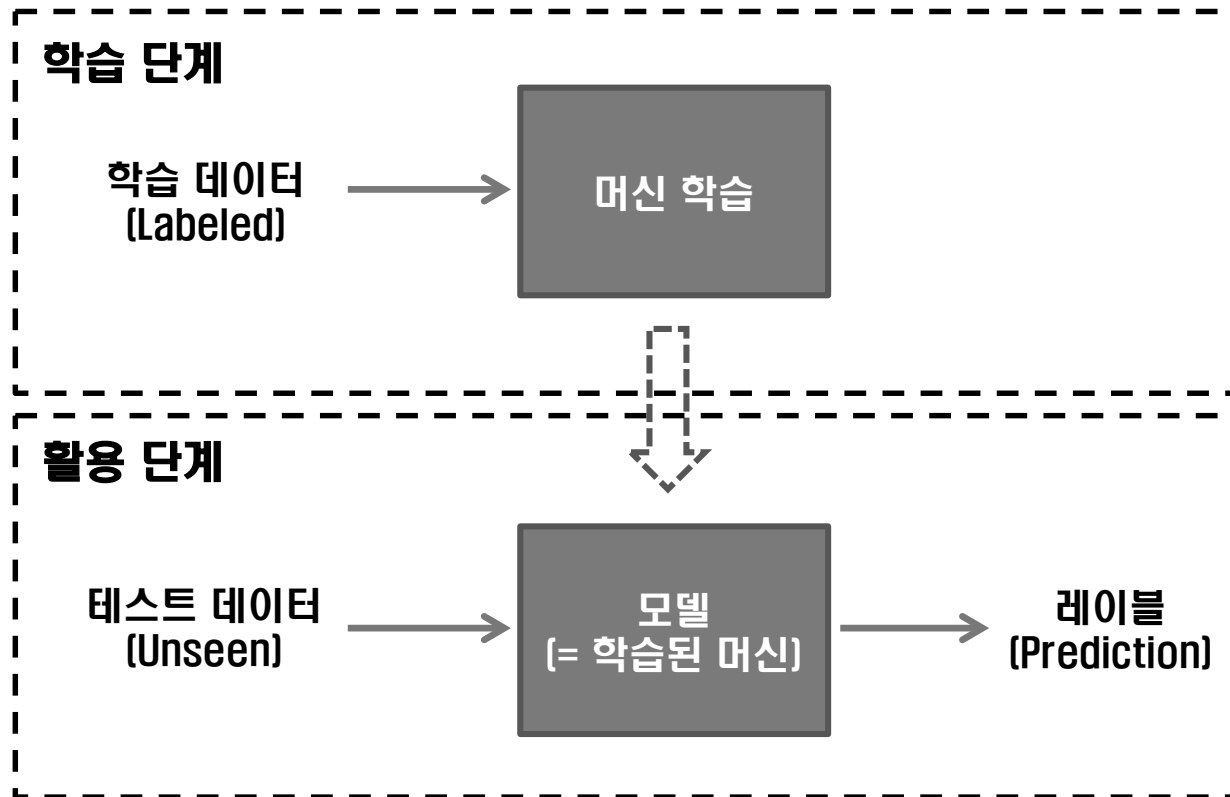 학습 단계
학습 데이터
(Labeled)
머신 학습
활용 단계
테스트 데이터
(Unseen)
모델
(= 학습된 머신)
레이블
(Prediction)